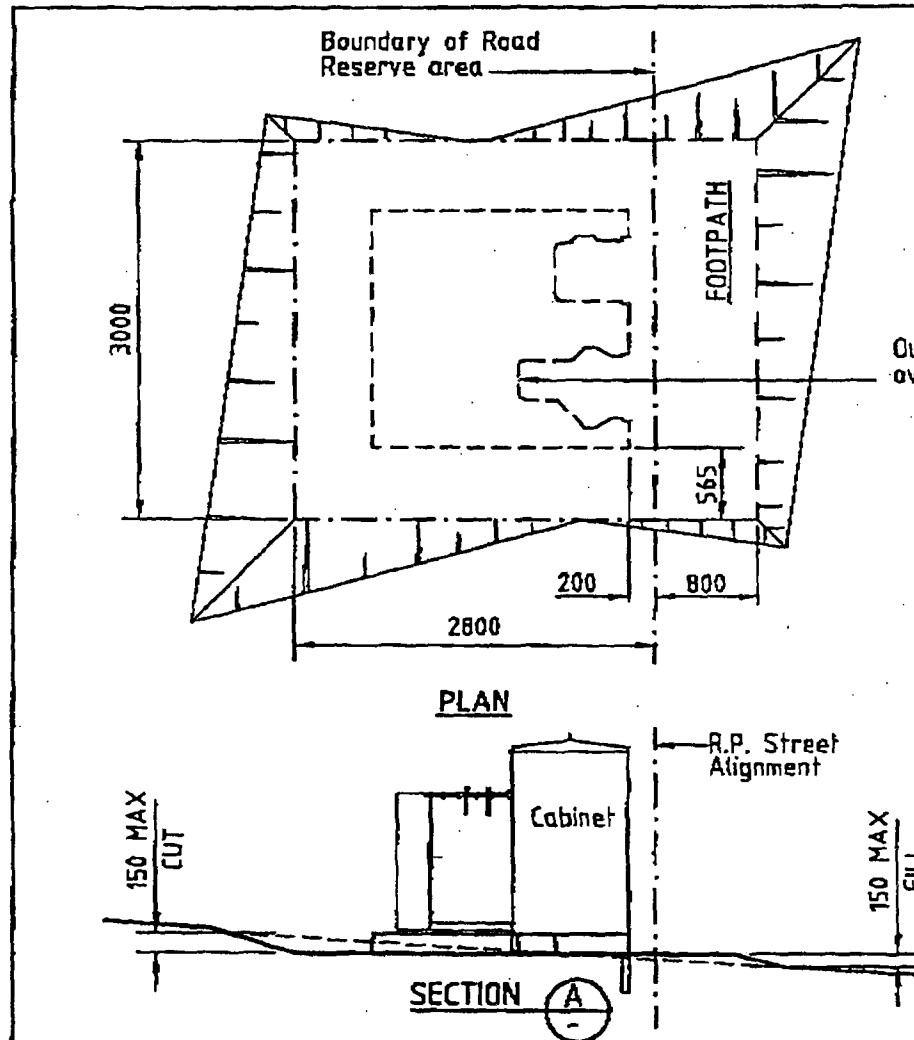 Boundary of Road
Reserve area
FOOTPATH
3000
565
200
800
2800
PLAN
R.P. Street
Alignment
Cabinet
150 MAX
CUT
150 MAX
SECTION A
-